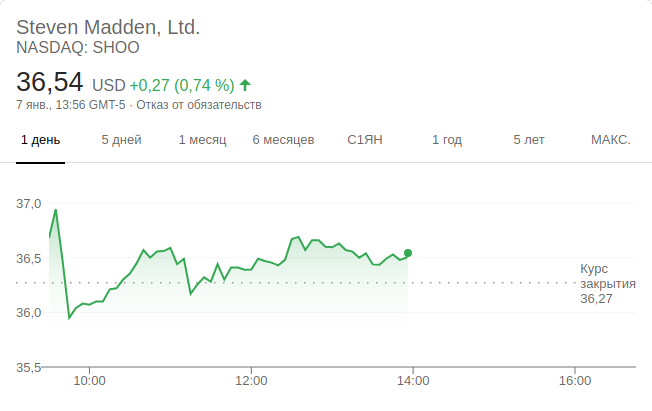 Steven Madden, Ltd.
NASDAQ: SHOO
36,54 USD +0,27 (0,74 %)
7 янв., 13:56 GMT-5 · Отказ от обязательств
1 день 5 дней 1 месяц 6 месяцев С1ЯН 1 год 5 лет МАКС.
37,0
36,5
Курс
закрытия
36,27
36,0
35,5
10:00 12:00 14:00 16:00